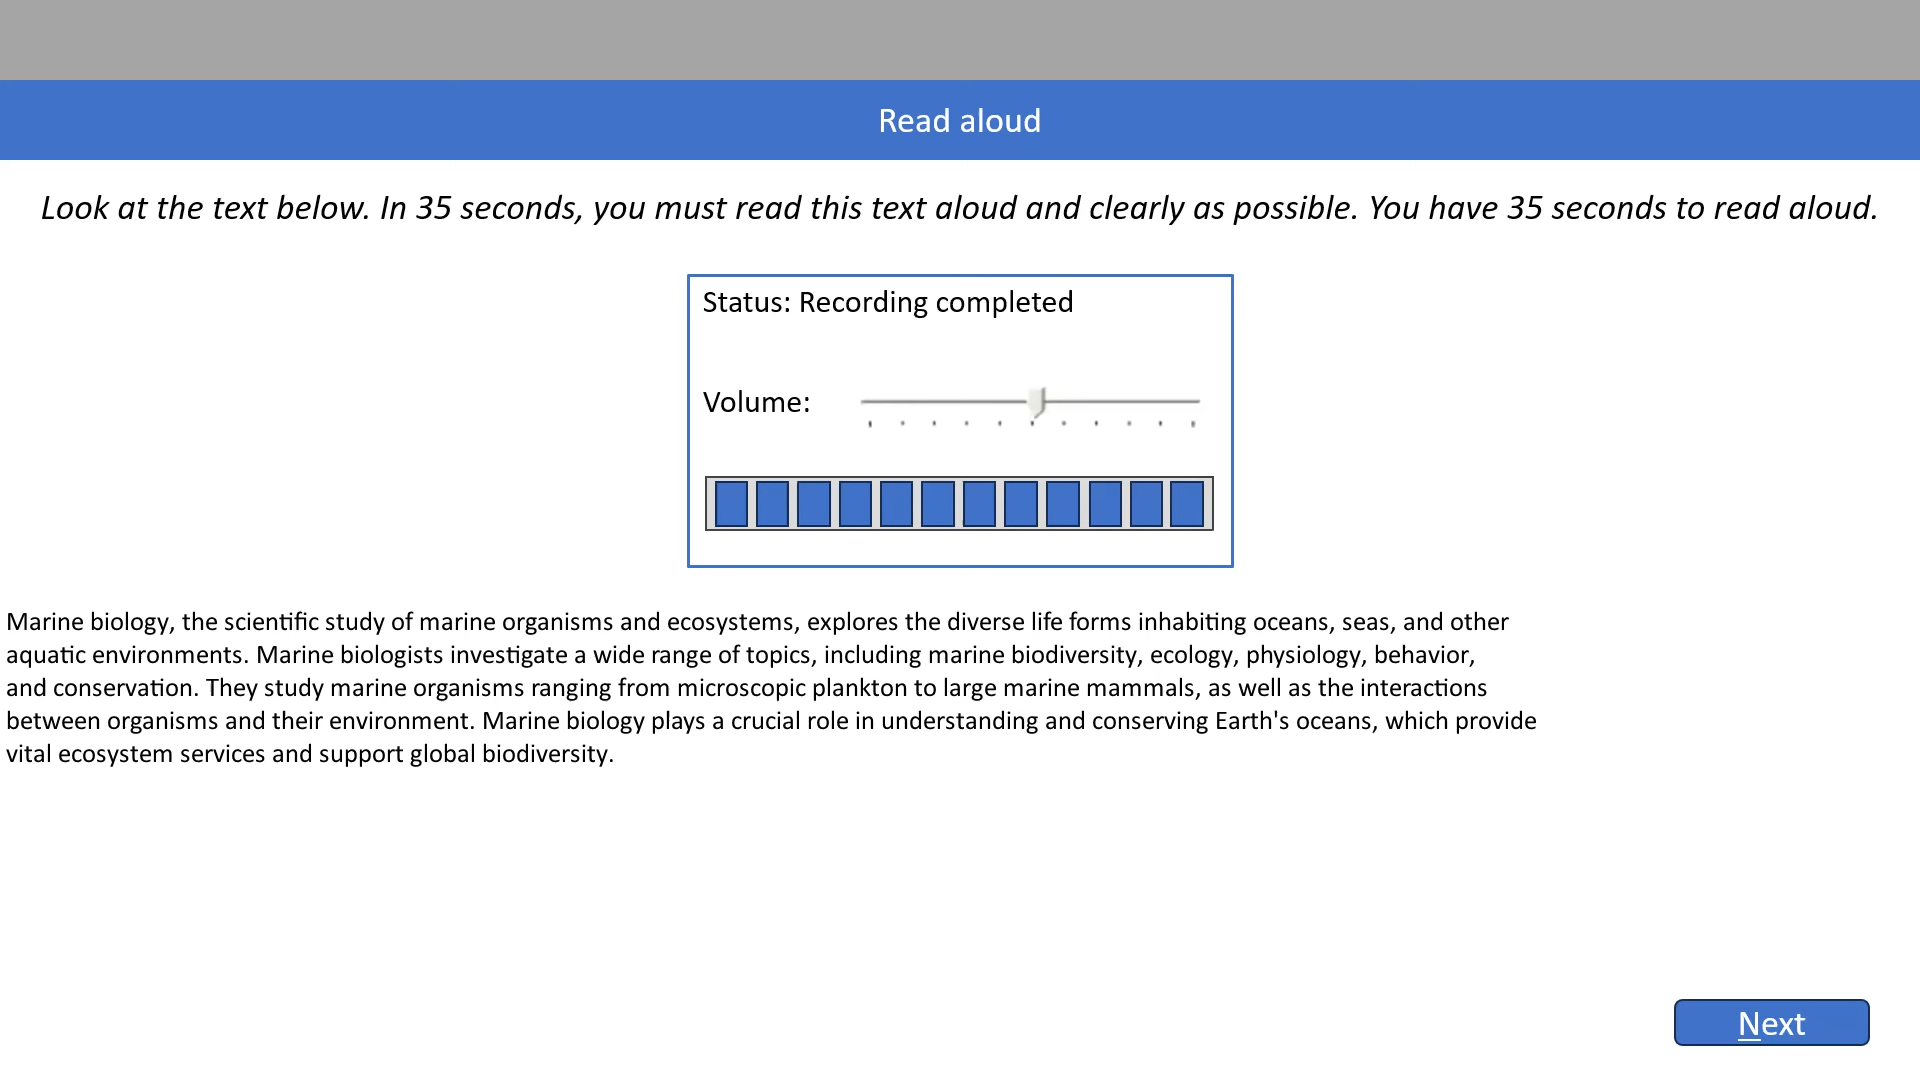 Read aloud
Look at the text below. In 35 seconds, you must read this text aloud and clearly as possible. You have 35 seconds to read aloud.
Status: Recording completed
Volume:
Marine biology, the scientific study of marine organisms and ecosystems, explores the diverse life forms inhabiting oceans, seas, and other
aquatic environments. Marine biologists investigate a wide range of topics, including marine biodiversity, ecology, physiology, behavior,
and conservation. They study marine organisms ranging from microscopic plankton to large marine mammals, as well as the interactions
between organisms and their environment. Marine biology plays a crucial role in understanding and conserving Earth's oceans, which provide
vital ecosystem services and support global biodiversity.
Next